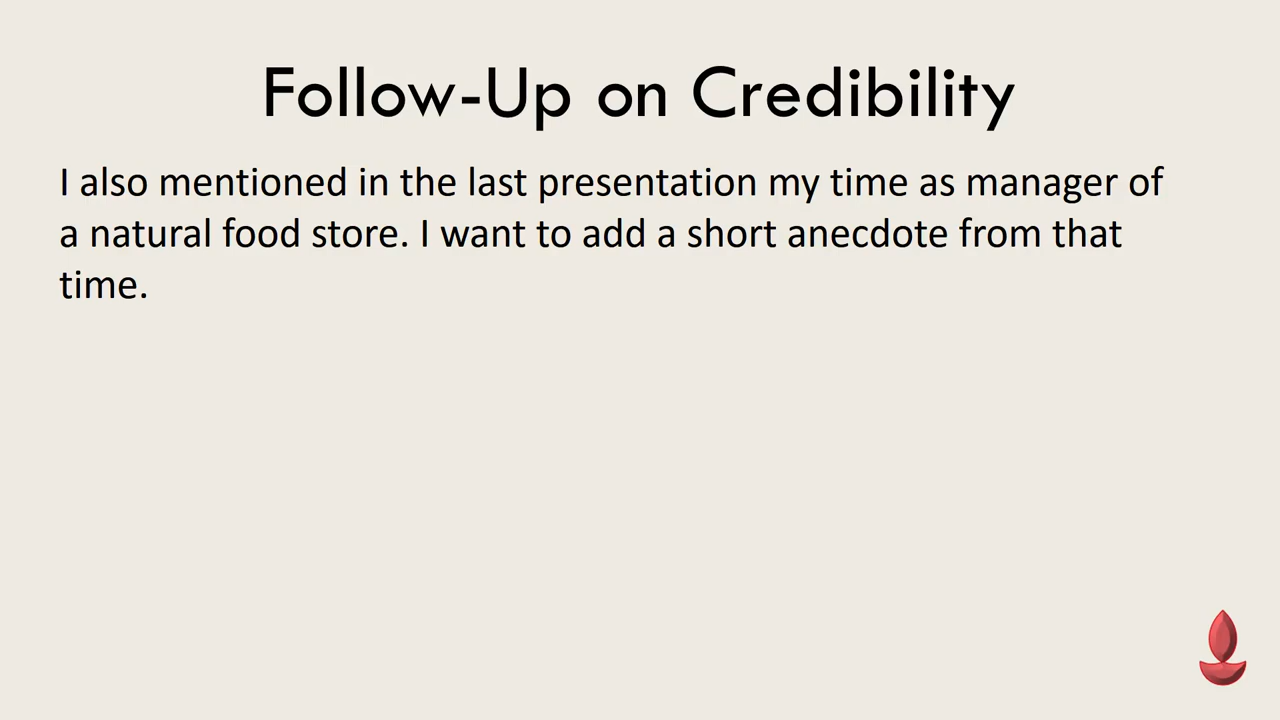 Follow-Up on Credibility
I also mentioned in the last presentation my time as manager of
a natural food store. I want to add a short anecdote from that
time.